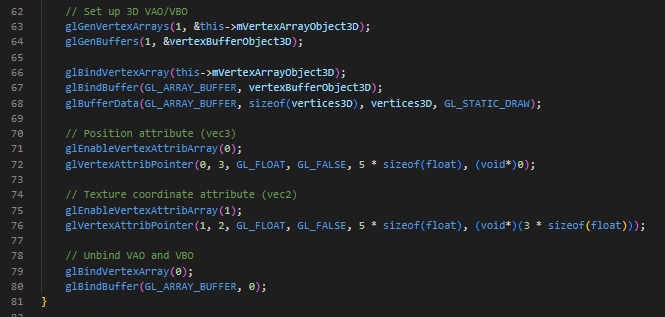 62 // Set up 3D VAO/VBO
63 glGenVertexArrays(1, &this->mVertexArrayObject3D);
64 glGenBuffers(1, &vertexBufferObject3D);
65
66 glBindVertexArray(this->mVertexArrayObject3D);
67 glBindBuffer(GL_ARRAY_BUFFER, vertexBufferObject3D);
68 glBufferData(GL_ARRAY_BUFFER, sizeof(vertices3D), vertices3D, GL_STATIC_DRAW);
69
70 // Position attribute (vec3)
71 glEnableVertexAttribArray(0);
72 glVertexAttribPointer(0, 3, GL_FLOAT, GL_FALSE, 5 * sizeof(float), (void*)0);
73
74 // Texture coordinate attribute (vec2)
75 glEnableVertexAttribArray(1);
76 glVertexAttribPointer(1, 2, GL_FLOAT, GL_FALSE, 5 * sizeof(float), (void*)(3 * sizeof(float)));
77
78 // Unbind VAO and VBO
79 glBindVertexArray(0);
80 glBindBuffer(GL_ARRAY_BUFFER, 0);
81 }